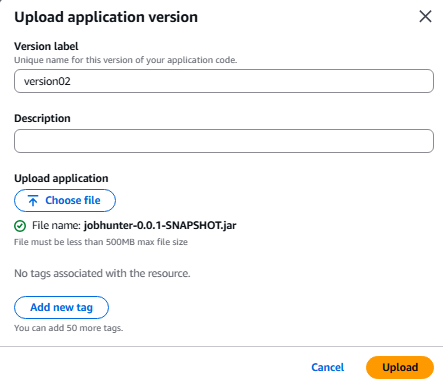 Upload application version
Version label
Unique name for this version of your application code.
version02
Description
Upload application
Choose file
File name: jobhunter-0.0.1-SNAPSHOT.jar
File must be less than 500MB max file size
No tags associated with the resource.
Add new tag
You can add 50 more tags.
Cancel
Upload